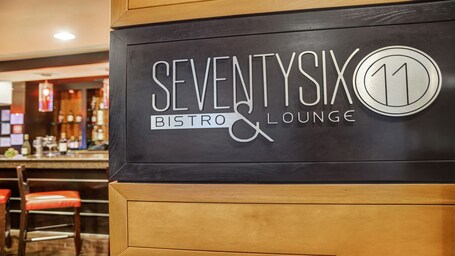 SEVENTYSIX 11
BISTRO & LOUNGE